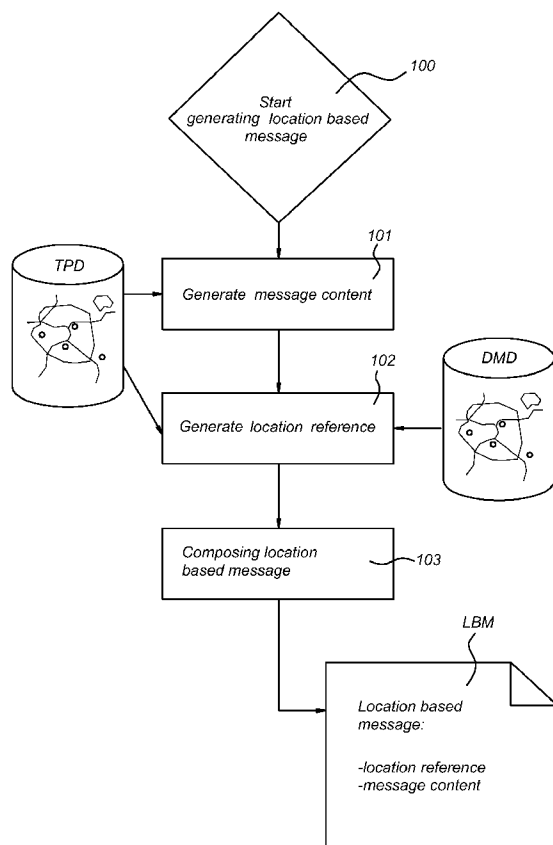 100
Start
generating location based
message
TPD
101
Generate message content
102
DMD
Generate location reference
Composing location
based message
103
LBM
Location based
message:
-location reference
-message content